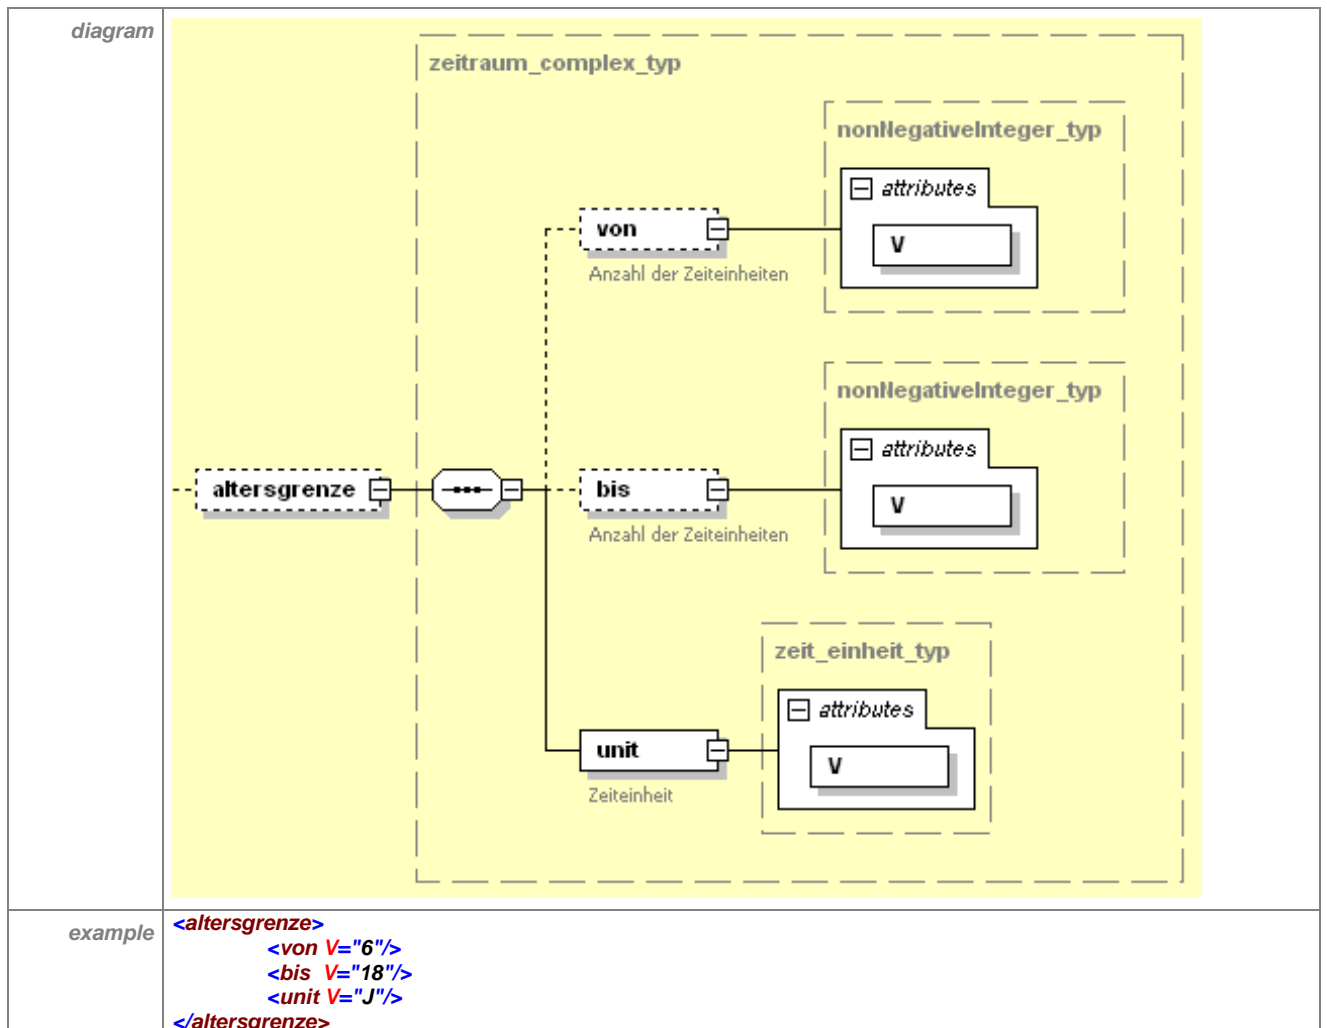 diagram
zeitraum_complex_typ
nonNegativeInteger_typ
attributes
von
V
Anzahl der Zeiteinheiten
nonNegativeInteger_typ
attributes
altersgrenze
bis
V
Anzahl der Zeiteinheiten
zeit_einheit_typ
attributes
unit
V
Zeiteinheit
example
<altersgrenze>
<von V="6"/>
<bis V="18"/>
<unit V="J"/>
</altersgrenze>